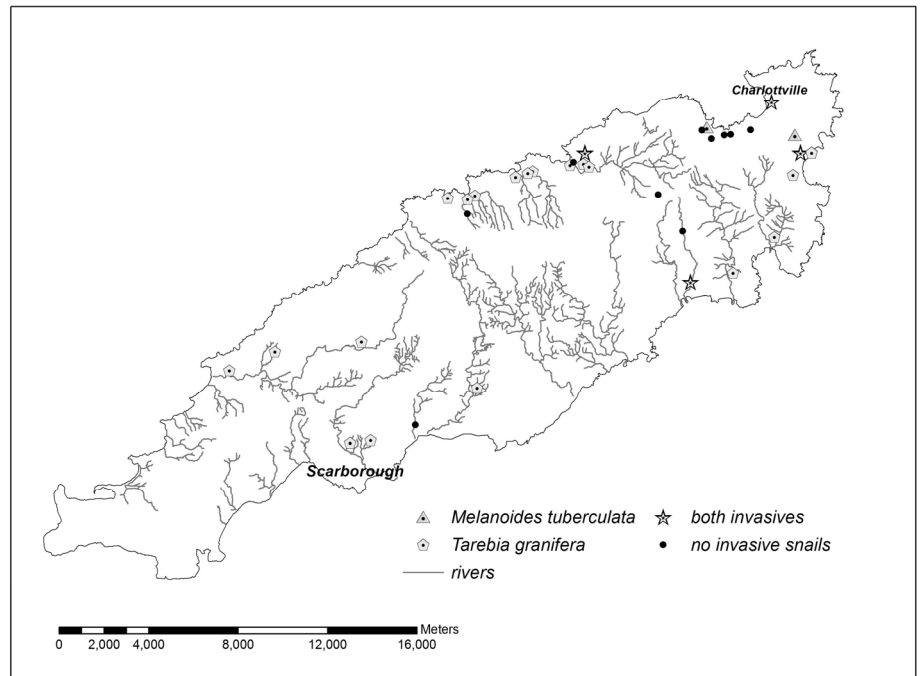 Charlottville
Scarborough
Melanoides tuberculata
both invasives
Tarebia granifera
no invasive snails
rivers
Meters
0 2,000 4,000 8,000 12,000 16,000